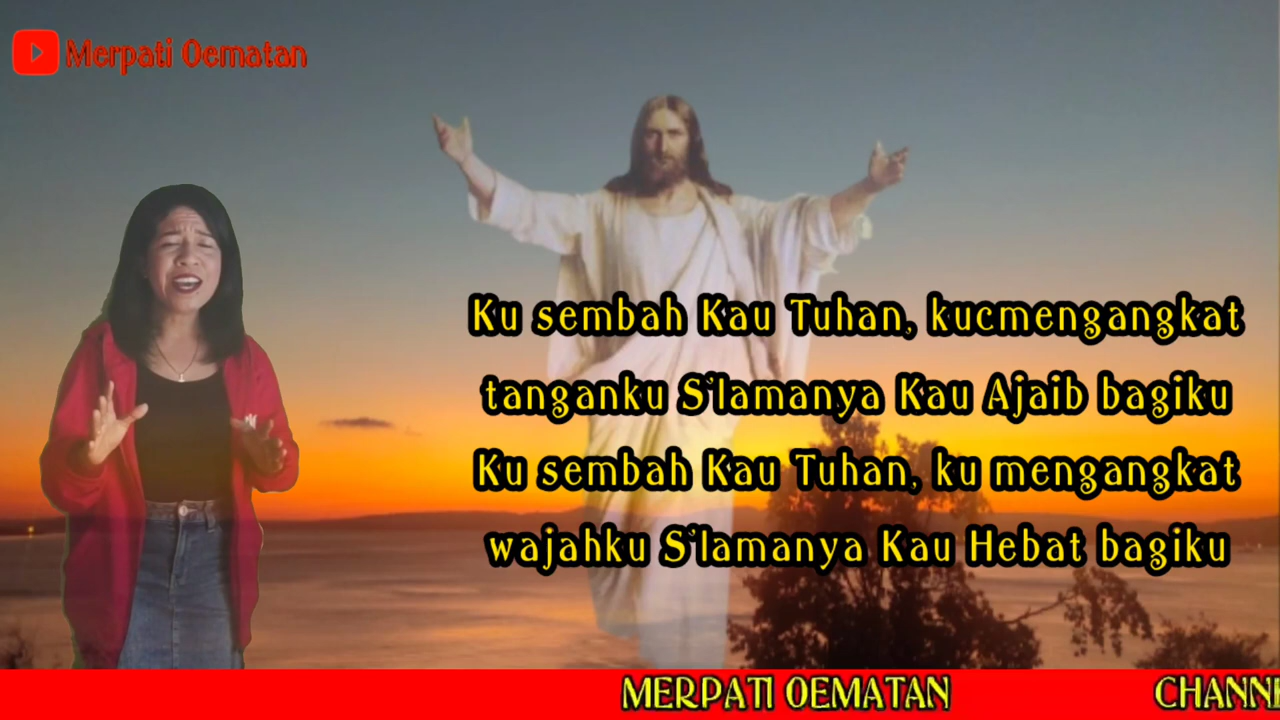 Merpati Oematan
Ku sembah Kau Tuhan, kucmengangkat
tanganku S'lamanya Kau Ajaib bagiku
Ku sembah Kau Tuhan, ku mengangkat
wajahku S'lamanya Kau Hebat bagiku
MERPATI OEMATAN CHANNE